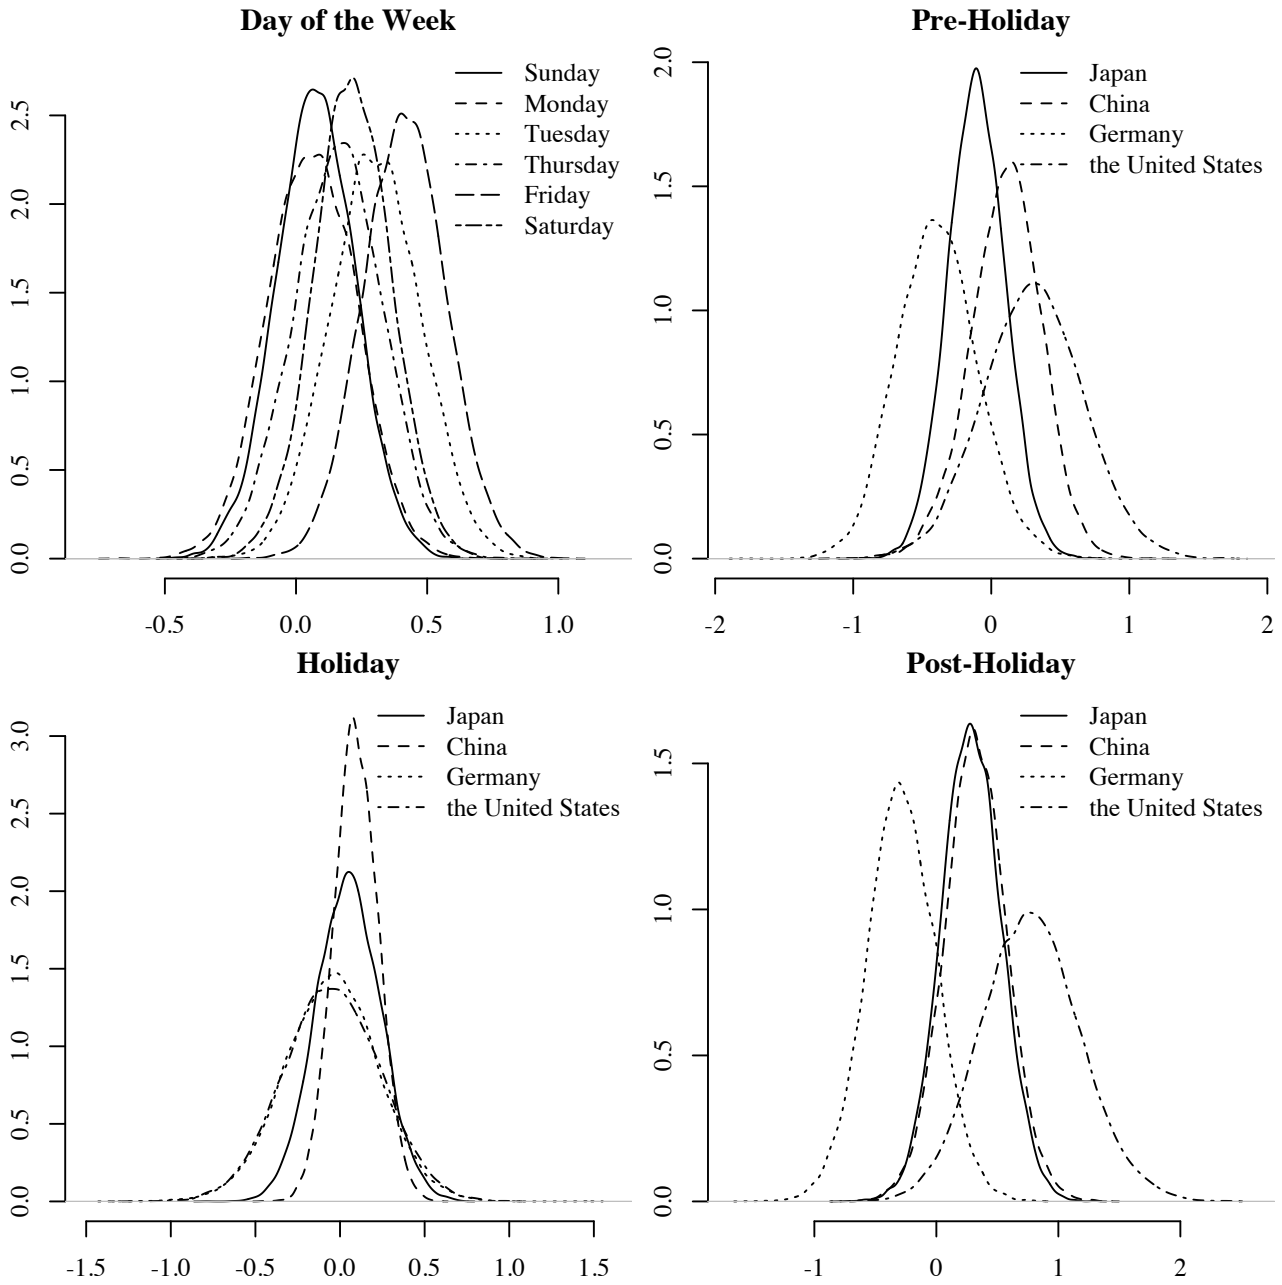 Day of the Week
Sunday
Monday
Tuesday
Thursday
Friday
Saturday
0.0
0.5
1.0
1.5
2.0
2.5
-0.5
0.0
0.5
1.0
Pre-Holiday
Japan
China
Germany
the United States
0.0
0.5
1.0
1.5
2.0
-2
-1
0
1
2
Holiday
Japan
China
Germany
the United States
0.0
0.5
1.0
1.5
2.0
2.5
3.0
-1.5
-1.0
-0.5
0.0
0.5
1.0
1.5
Post-Holiday
Japan
China
Germany
the United States
0.0
0.5
1.0
1.5
-1
0
1
2